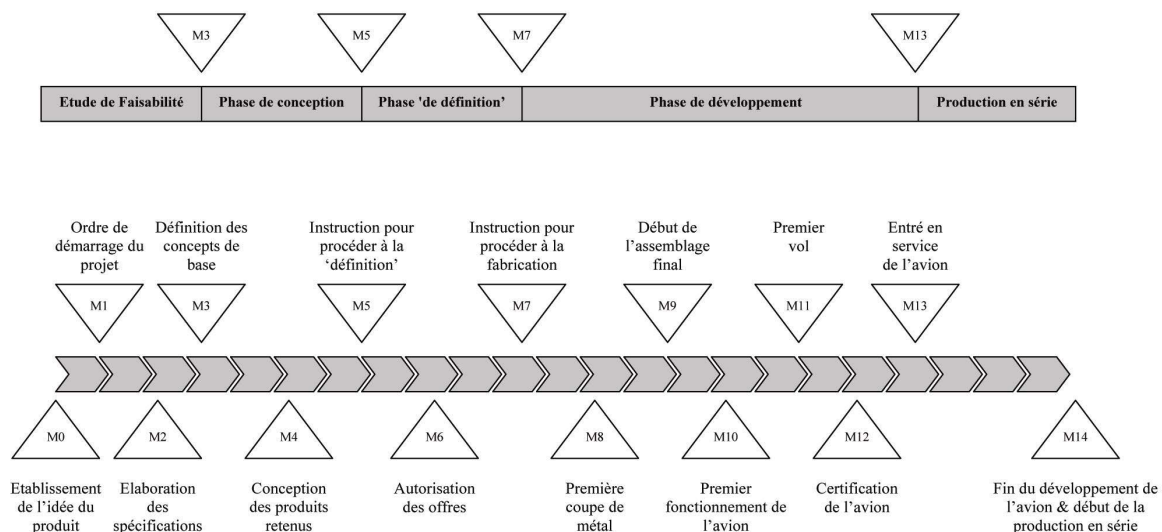 M3
M5
M7
M13
Etude de Faisabilité
Phase de conception
Phase 'de définition’
Phase de développement
Production en série
Ordre de
démarrage du
projet
Définition des
concepts de
base
Instruction pour
procéder à la
‘définition’
Instruction pour
procéder à la
fabrication
Début de
l’assemblage
final
Premier
vol
Entré en
service
de l’avion
M1
M3
M5
M7
M9
M11
M13
M0
M2
M4
M6
M8
M10
M12
M14
Etablissement
de l’idée du
produit
Elaboration
des
spécifications
Conception
des produits
retenus
Autorisation
des offres
Première
coupe de
métal
Premier
fonctionnement de
l’avion
Certification
de l’avion
Fin du développement de
l’avion & début de la
production en série